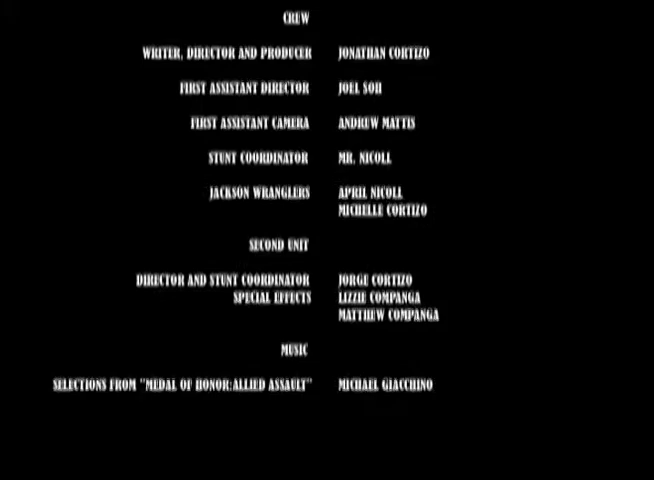 CREW
WRITER, DIRECTOR AND PRODUCER JONATHAN CORTIZO
FIRST ASSISTANT DIRECTOR JOEL SOH
FIRST ASSISTANT CAMERA ANDREW MATTIS
STUNT COORDINATOR MR. NICOLL
JACKSON WRANGLERS APRIL NICOLL
MICHELLE CORTIZO
SECOND UNIT
DIRECTOR AND STUNT COORDINATOR JORGE CORTIZO
SPECIAL EFFECTS LIZZIE COMPANGA
MATTHEW COMPANGA
MUSIC
SELECTIONS FROM "MEDAL OF HONOR:ALLIED ASSAULT" MICHAEL GIACCHINO